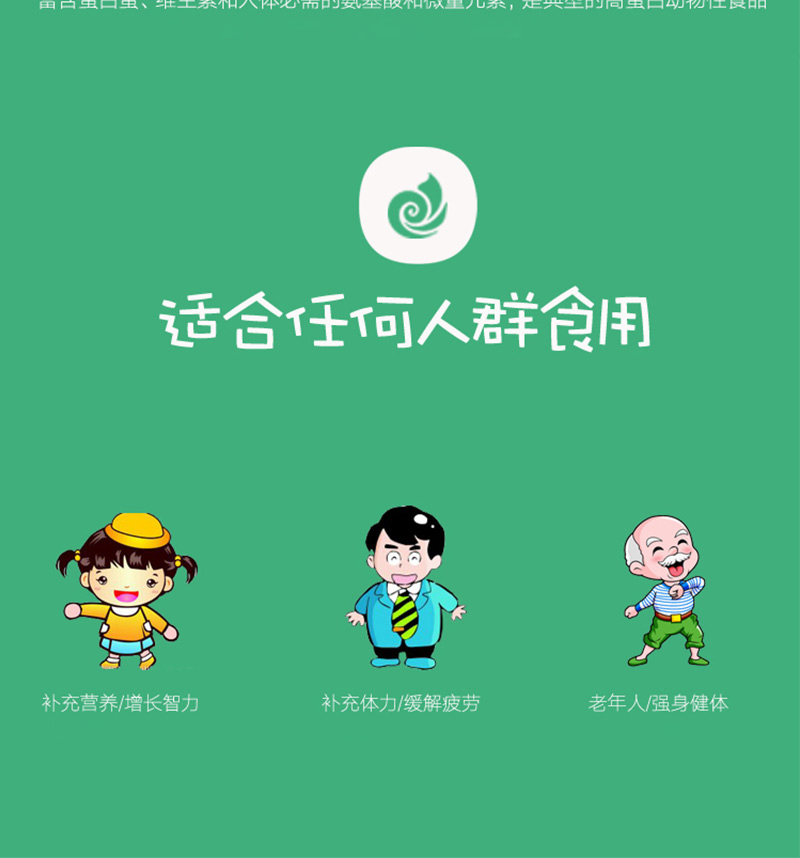 富含蛋白蛋、维生素和人体必需的氨基酸和微量元素，是典型的高蛋白动物性食品
适合任何人群食用
补充营养/增长智力
补充体力/缓解疲劳
老年人/强身健体